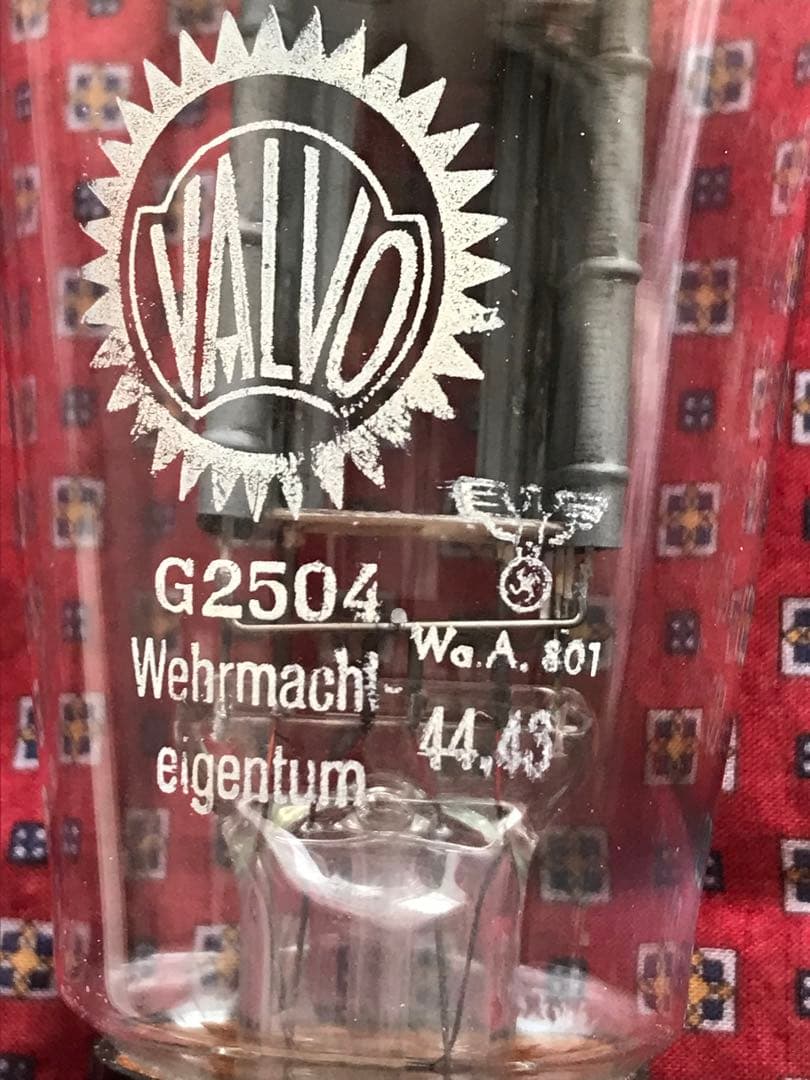 VALVO
G2504
Wa.A. 801
Wehrmacht-
eigentum
44,43